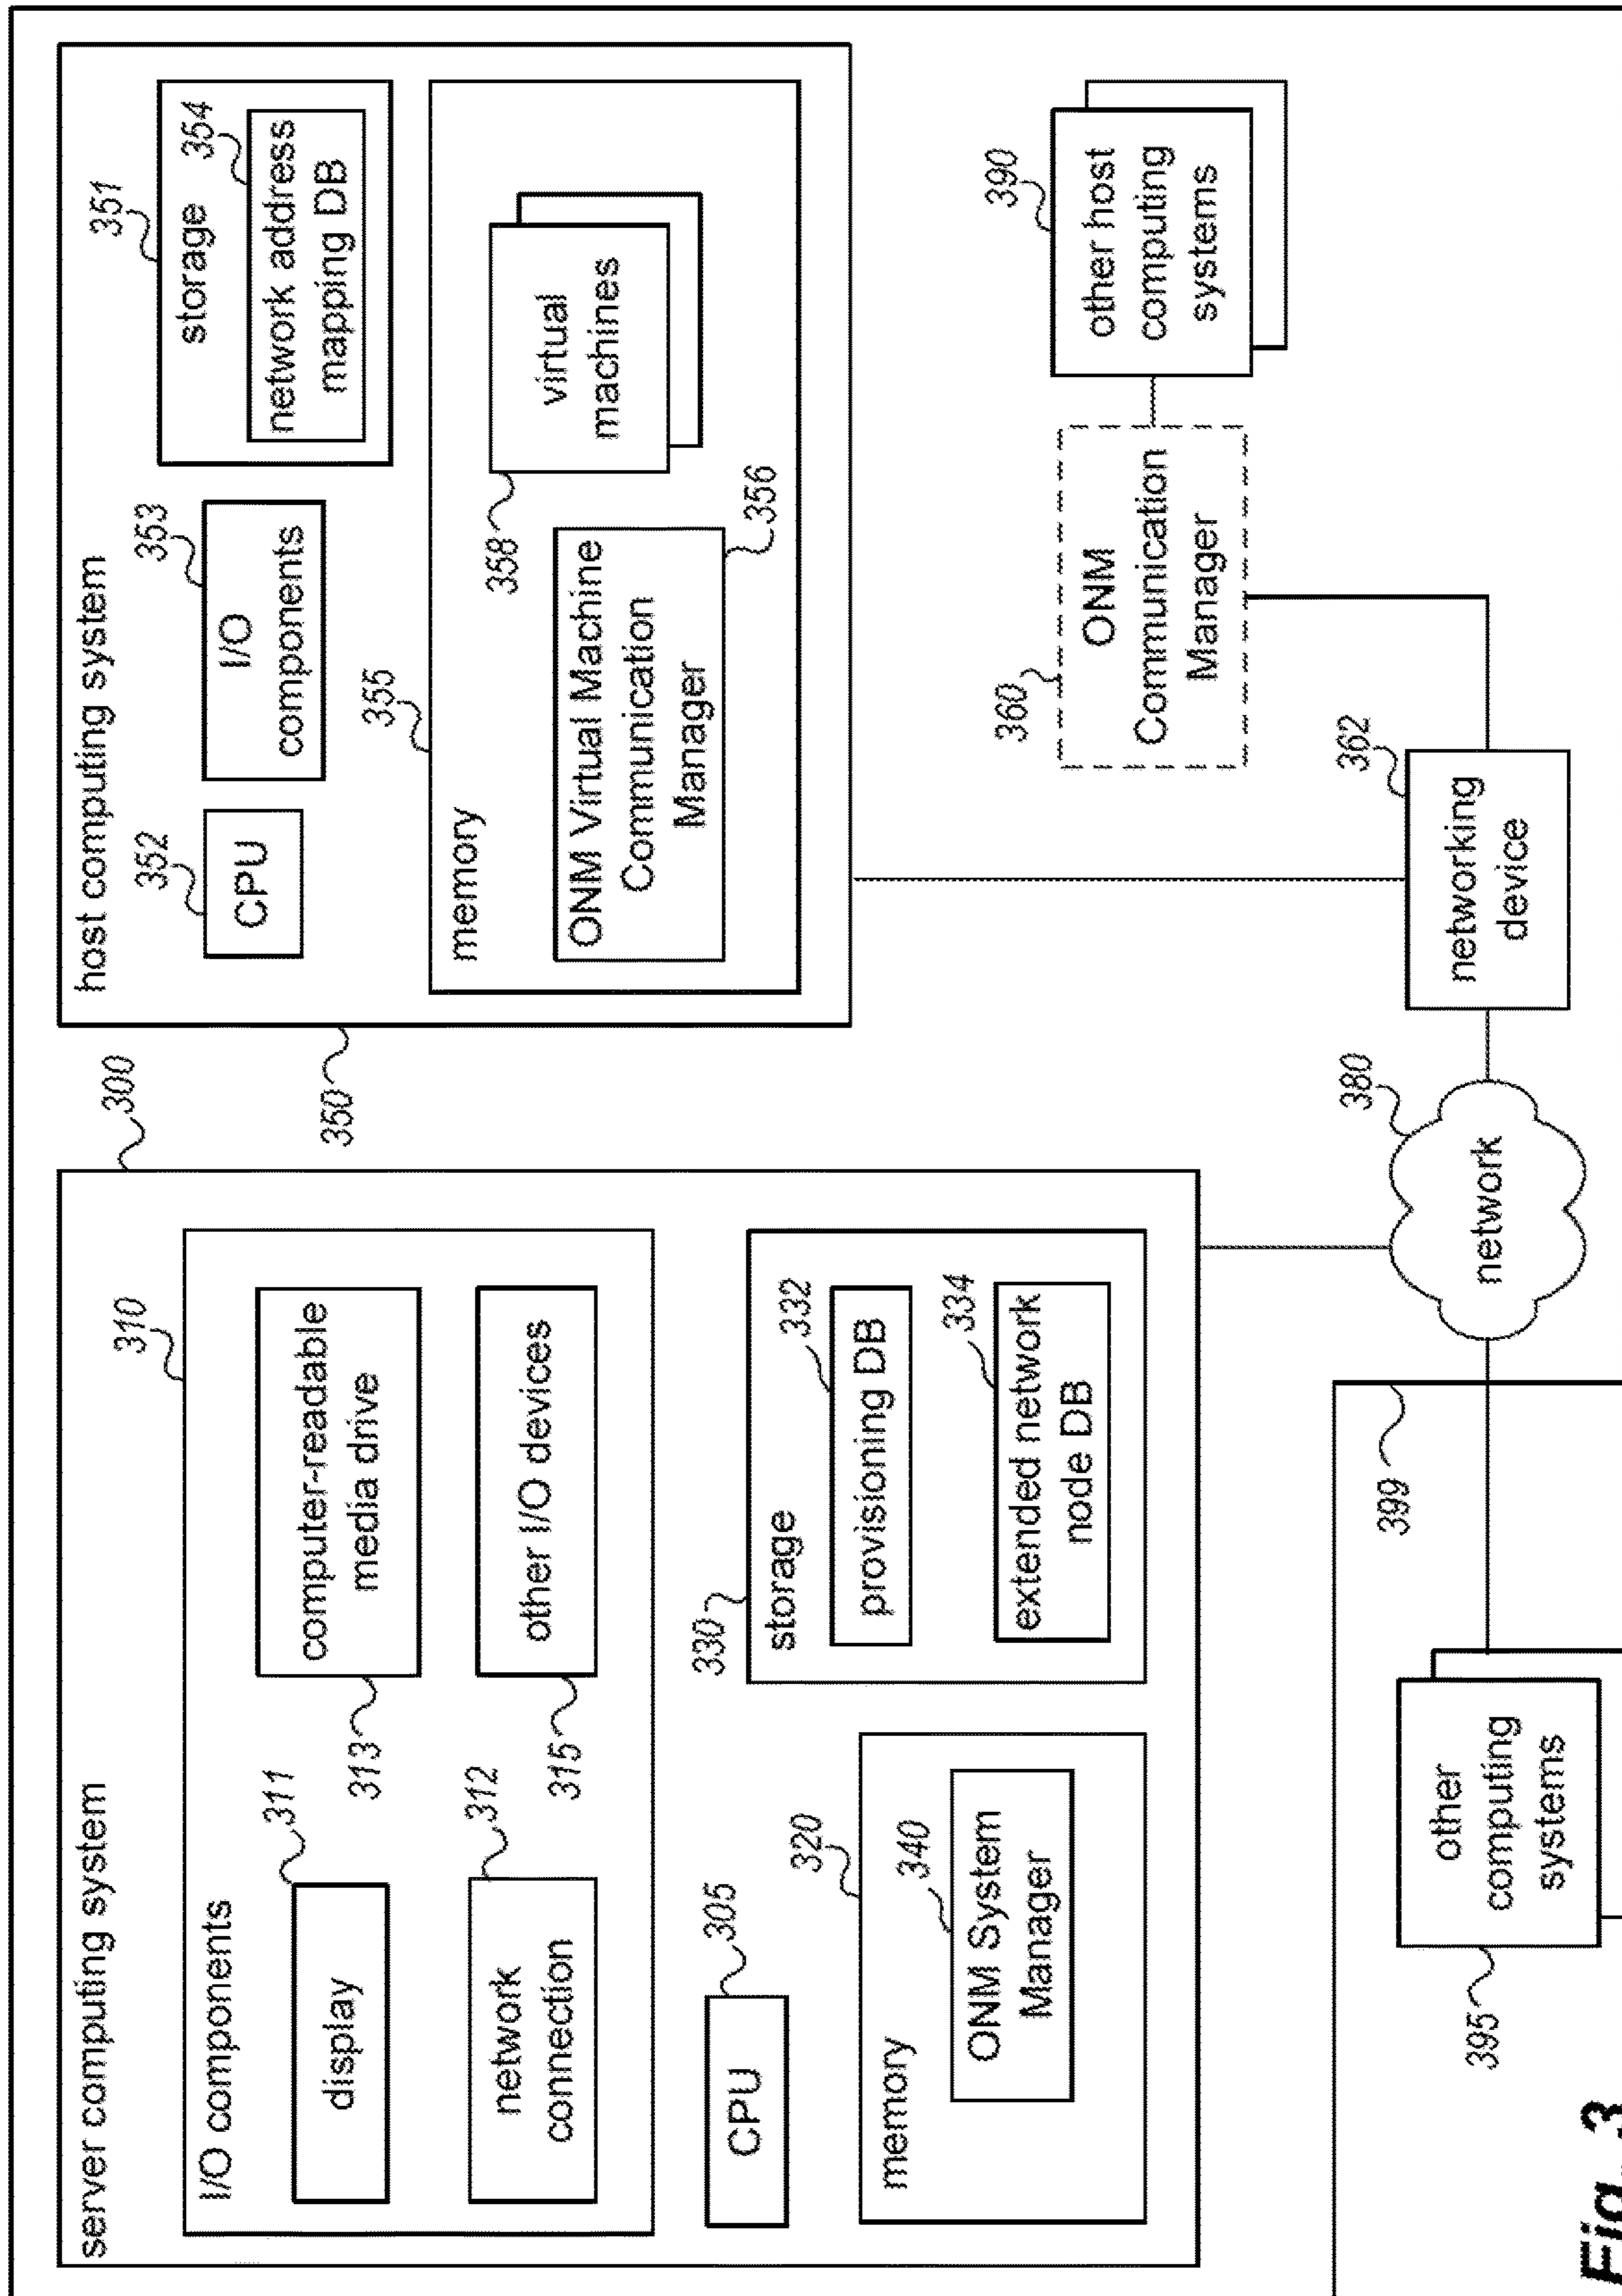 server computing system
300
I/O components
310
display
311
computer-readable
media drive
313
network
connection
312
other I/O devices
315
CPU
305
memory
320
ONM System
Manager
340
storage
330
provisioning DB
332
extended network
node DB
334
host computing system
350
CPU
352
I/O
components
353
storage
351
network address
mapping DB
354
memory
355
ONM Virtual Machine
Communication
Manager
356
virtual
machines
358
ONM
Communication
Manager
360
other host
computing
systems
390
networking
device
362
network
380
399
other
computing
systems
395
Fig. 3